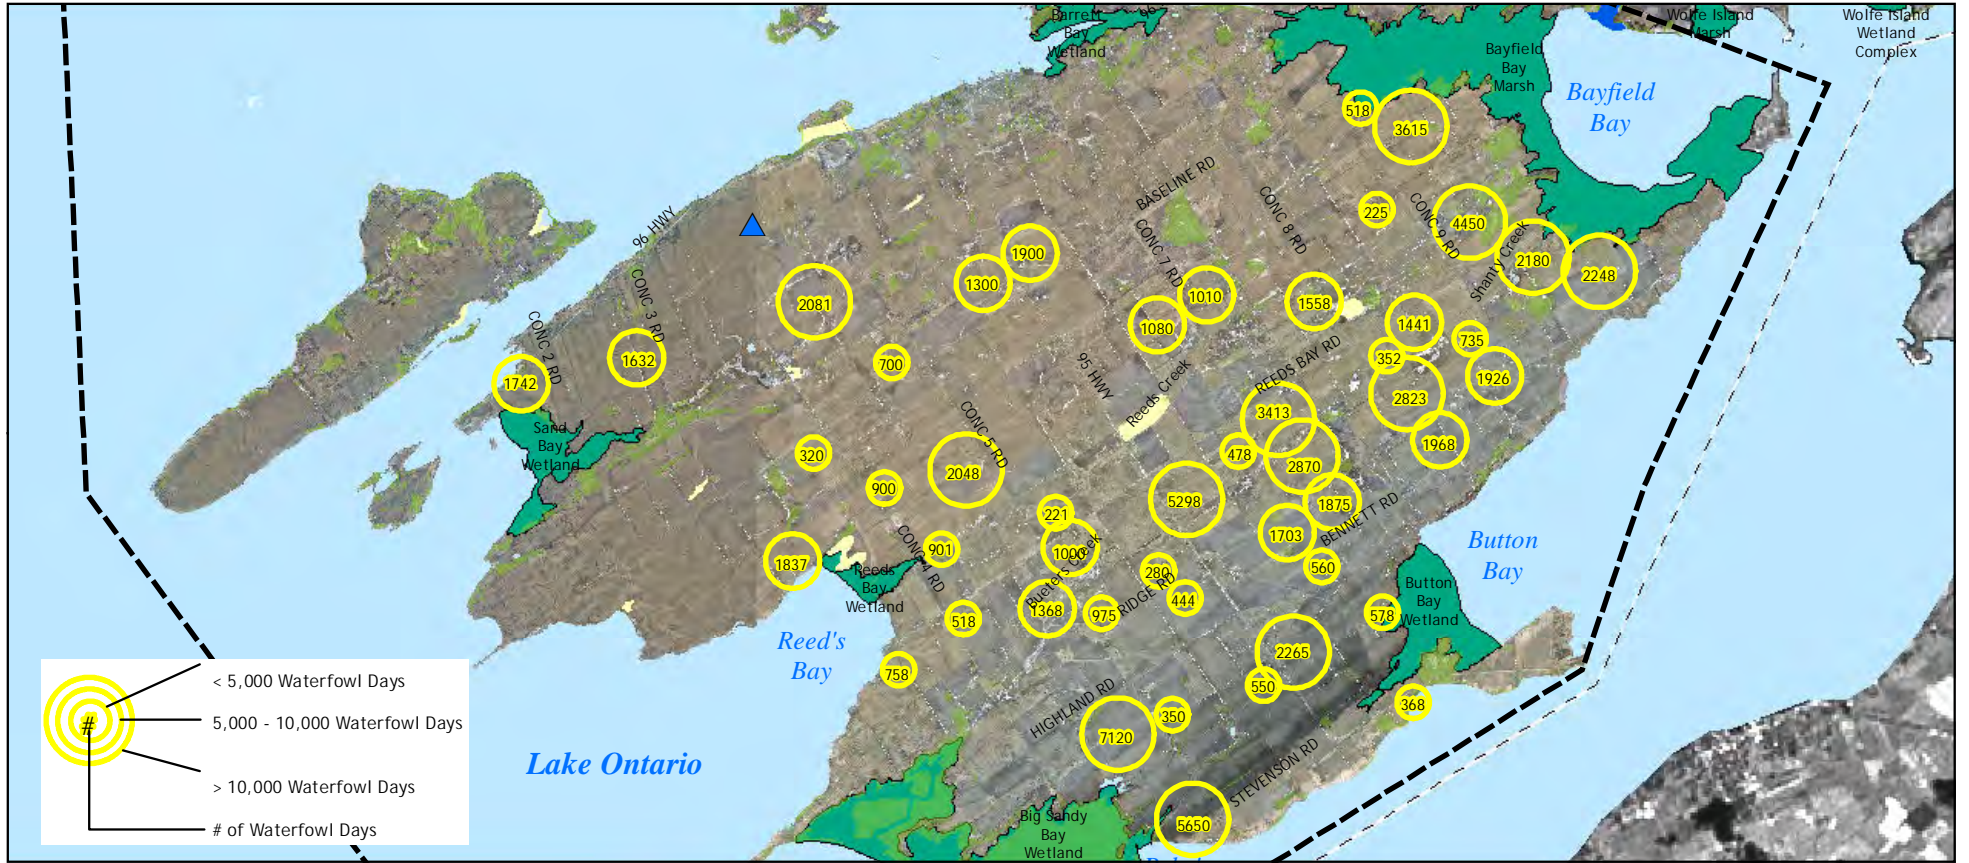 Barrett
Bay
Wetland
96
Wolfe Island
Marsh
Wolfe Island
Wetland
Complex
Bayfield
Bay
Marsh
Bayfield
Bay
518
3615
BASELINE RD
CONC 8 RD
225
CONC 9 RD
4450
96 HWY
CONC 7 RD
Shanty Creek
2180
2248
1900
1300
2081
CONC 3 RD
1010
1558
1080
1441
735
CONC 2 RD
1632
1742
700
95 HWY
Reeds Creek
REEDS BAY RD
352
1926
2823
3413
1968
CONC 5 RD
Sand
Bay
Wetland
320
478
2870
2048
900
5298
1875
221
BENNETT RD
1703
Button
Bay
CONC 4 RD
901
1000
Bueters Creek
1837
Reeds
Bay
Wetland
280
560
RIDGE RD
444
Button
Bay
Wetland
1368
975
518
578
Reed's
Bay
2265
758
550
368
HIGHLAND RD
350
7120
Lake Ontario
STEVENSON RD
5650
Big Sandy
Bay
Wetland
#
< 5,000 Waterfowl Days
5,000 - 10,000 Waterfowl Days
> 10,000 Waterfowl Days
# of Waterfowl Days